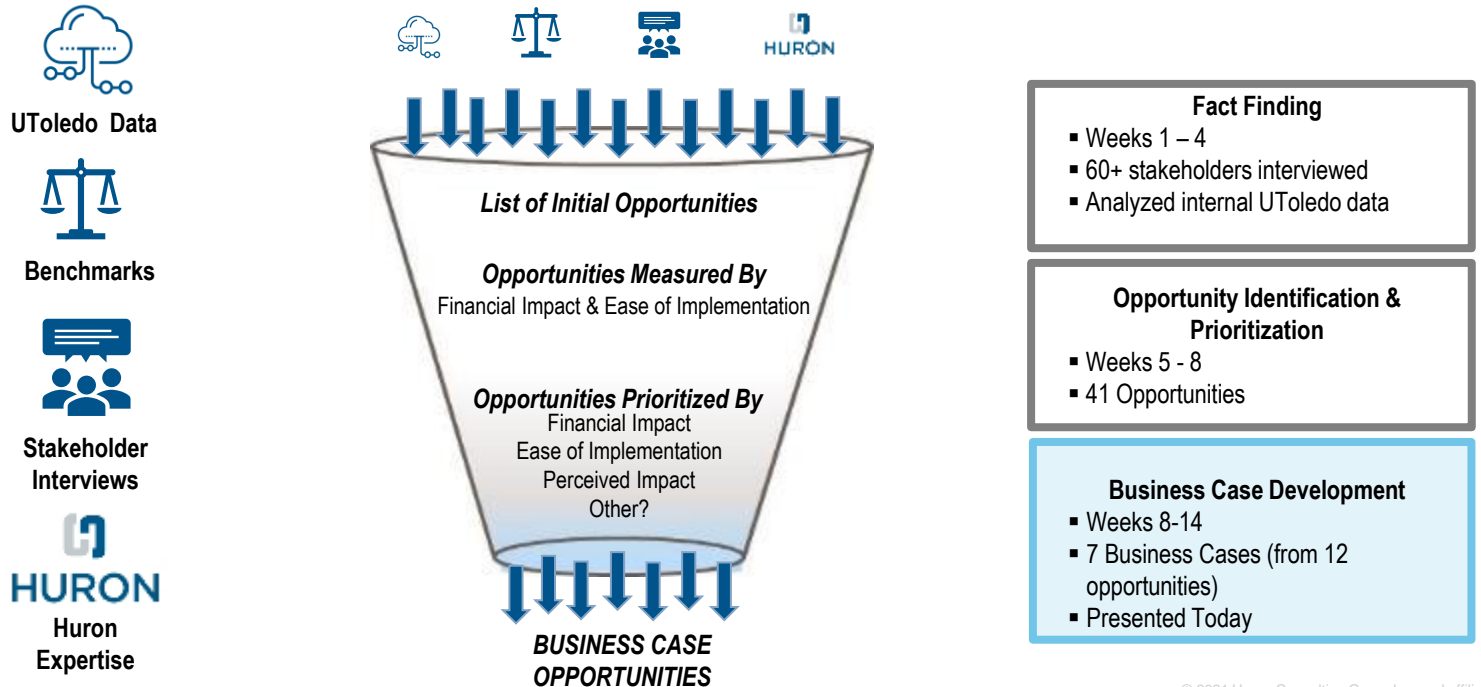 UToledo Data
Benchmarks
Stakeholder
Interviews
HURON
Huron
Expertise
HURON
List of Initial Opportunities
Opportunities Measured By
Financial Impact & Ease of Implementation
Opportunities Prioritized By
Financial Impact
Ease of Implementation
Perceived Impact
Other?
BUSINESS CASE
OPPORTUNITIES
Fact Finding
▪ Weeks 1 – 4
▪ 60+ stakeholders interviewed
▪ Analyzed internal UToledo data
Opportunity Identification &
Prioritization
▪ Weeks 5 - 8
▪ 41 Opportunities
Business Case Development
▪ Weeks 8-14
▪ 7 Business Cases (from 12
opportunities)
▪ Presented Today